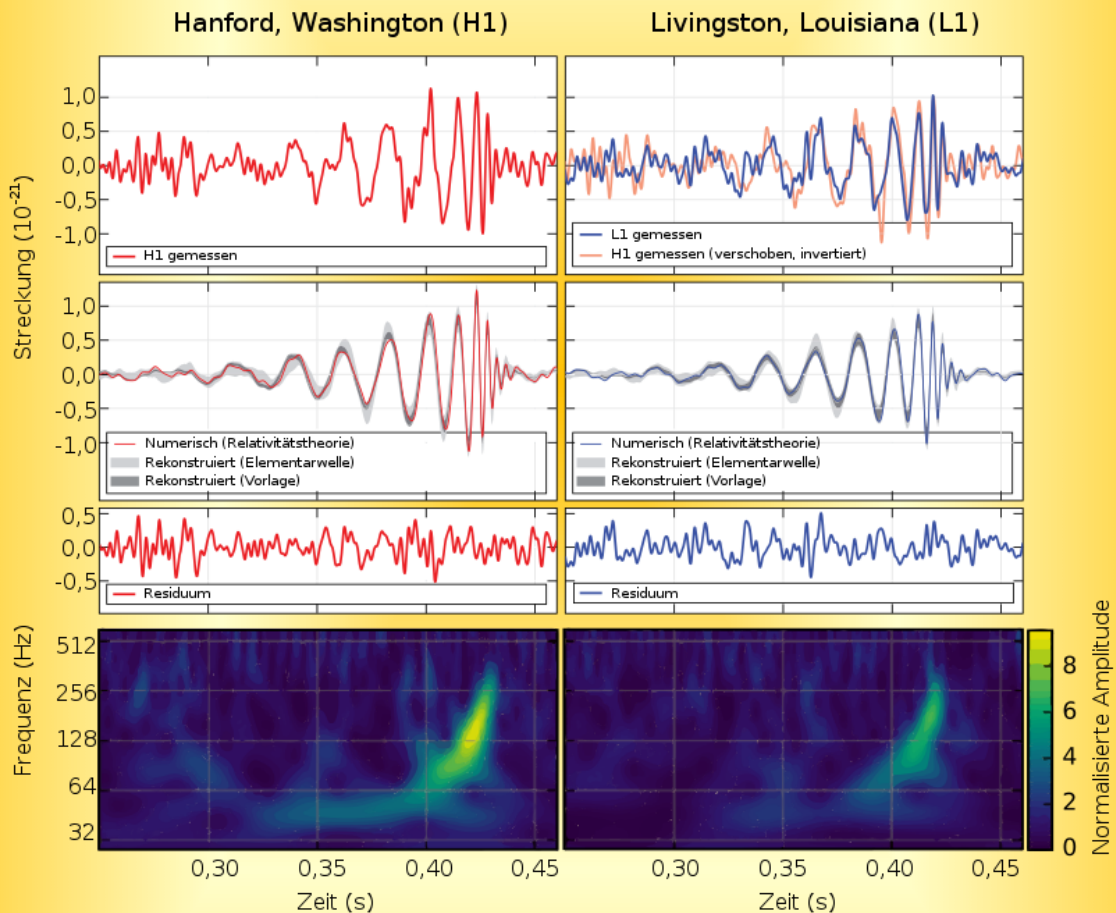 Hanford, Washington (H1)
Livingston, Louisiana (L1)
Streckung (10⁻²¹)
1,0
0,5
0,0
-0,5
-1,0
H1 gemessen
L1 gemessen
H1 gemessen (verschoben, invertiert)
1,0
0,5
0,0
-0,5
-1,0
Numerisch (Relativitätstheorie)
Rekonstruiert (Elementarwelle)
Rekonstruiert (Vorlage)
Numerisch (Relativitätstheorie)
Rekonstruiert (Elementarwelle)
Rekonstruiert (Vorlage)
0,5
0,0
-0,5
Residuum
Residuum
Frequenz (Hz)
512
256
128
64
32
Normalisierte Amplitude
8
6
4
2
0
0,30
0,35
0,40
0,45
0,30
0,35
0,40
0,45
Zeit (s)
Zeit (s)